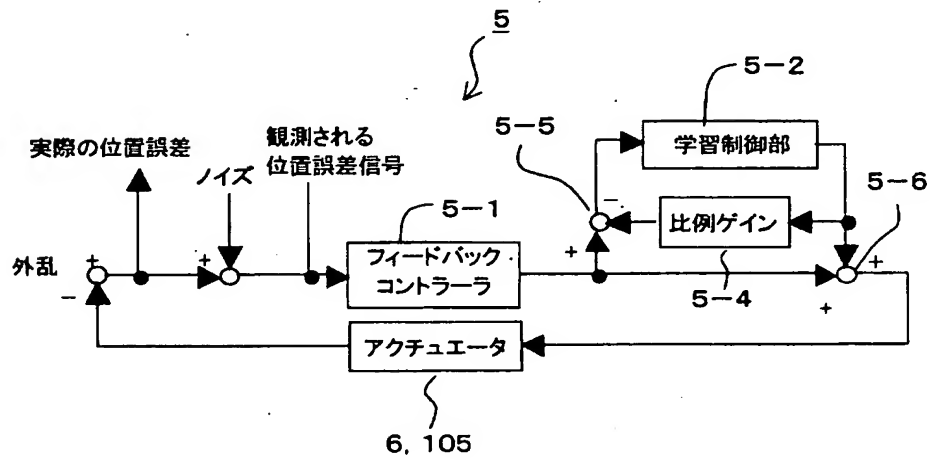 5
5-2
5-5
学習制御部
実際の位置誤差
観測される
位置誤差信号
ノイズ
5-1
-
5-6
比例ゲイン
外乱
+
+
フィードバック
コントラーラ
+
+
-
5-4
+
アクチュエータ
6, 105